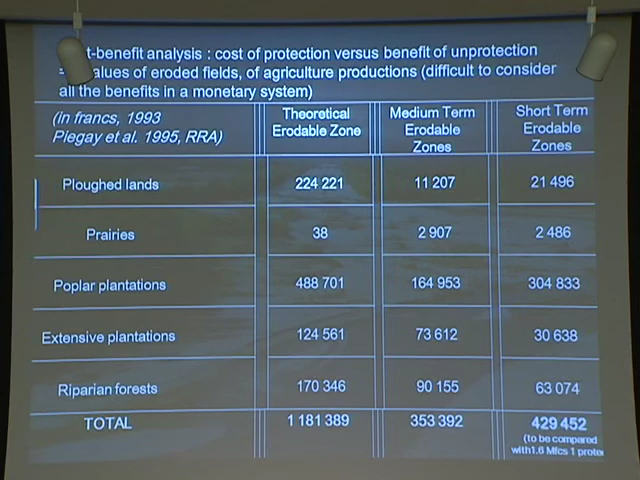 t-benefit analysis : cost of protection versus benefit of unprotection
alues of eroded fields, of agriculture productions (difficult to consider
all the benefits in a monetary system)
(In francs, 1993
Piegay et al. 1995, RRA)
Theoretical
Erodable Zone
Medium Term
Erodable
Zones
Short Term
Erodable
Zones
Ploughed lands 224 221 11 207 21 496
Prairies 38 2 907 2 486
Poplar plantations 488 701 164 953 304 833
Extensive plantations 124 561 73 612 30 638
Riparian forests 170 346 90 155 63 074
TOTAL 1 181 389 353 392 429 452
(to be compared
with1.6 Mfcs 1 protec